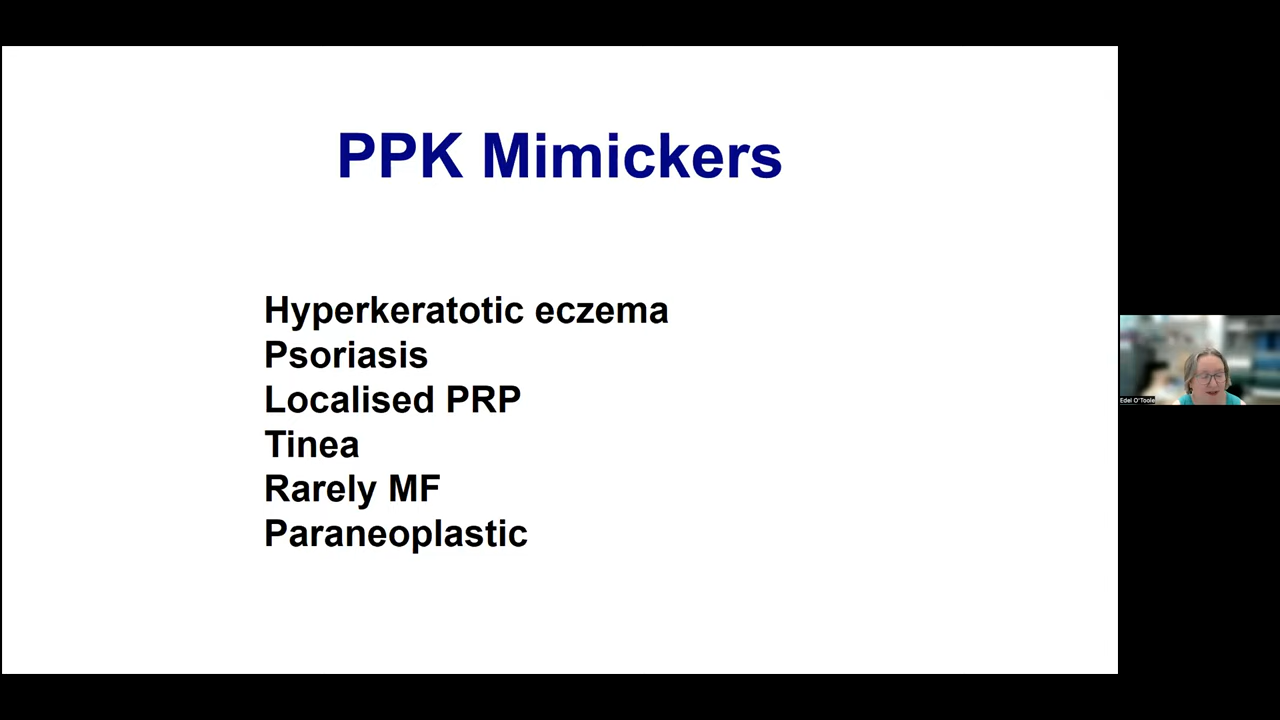 PPK Mimickers
Hyperkeratotic eczema
Psoriasis
Localised PRP
Tinea
Rarely MF
Paraneoplastic
Edel O'Toole